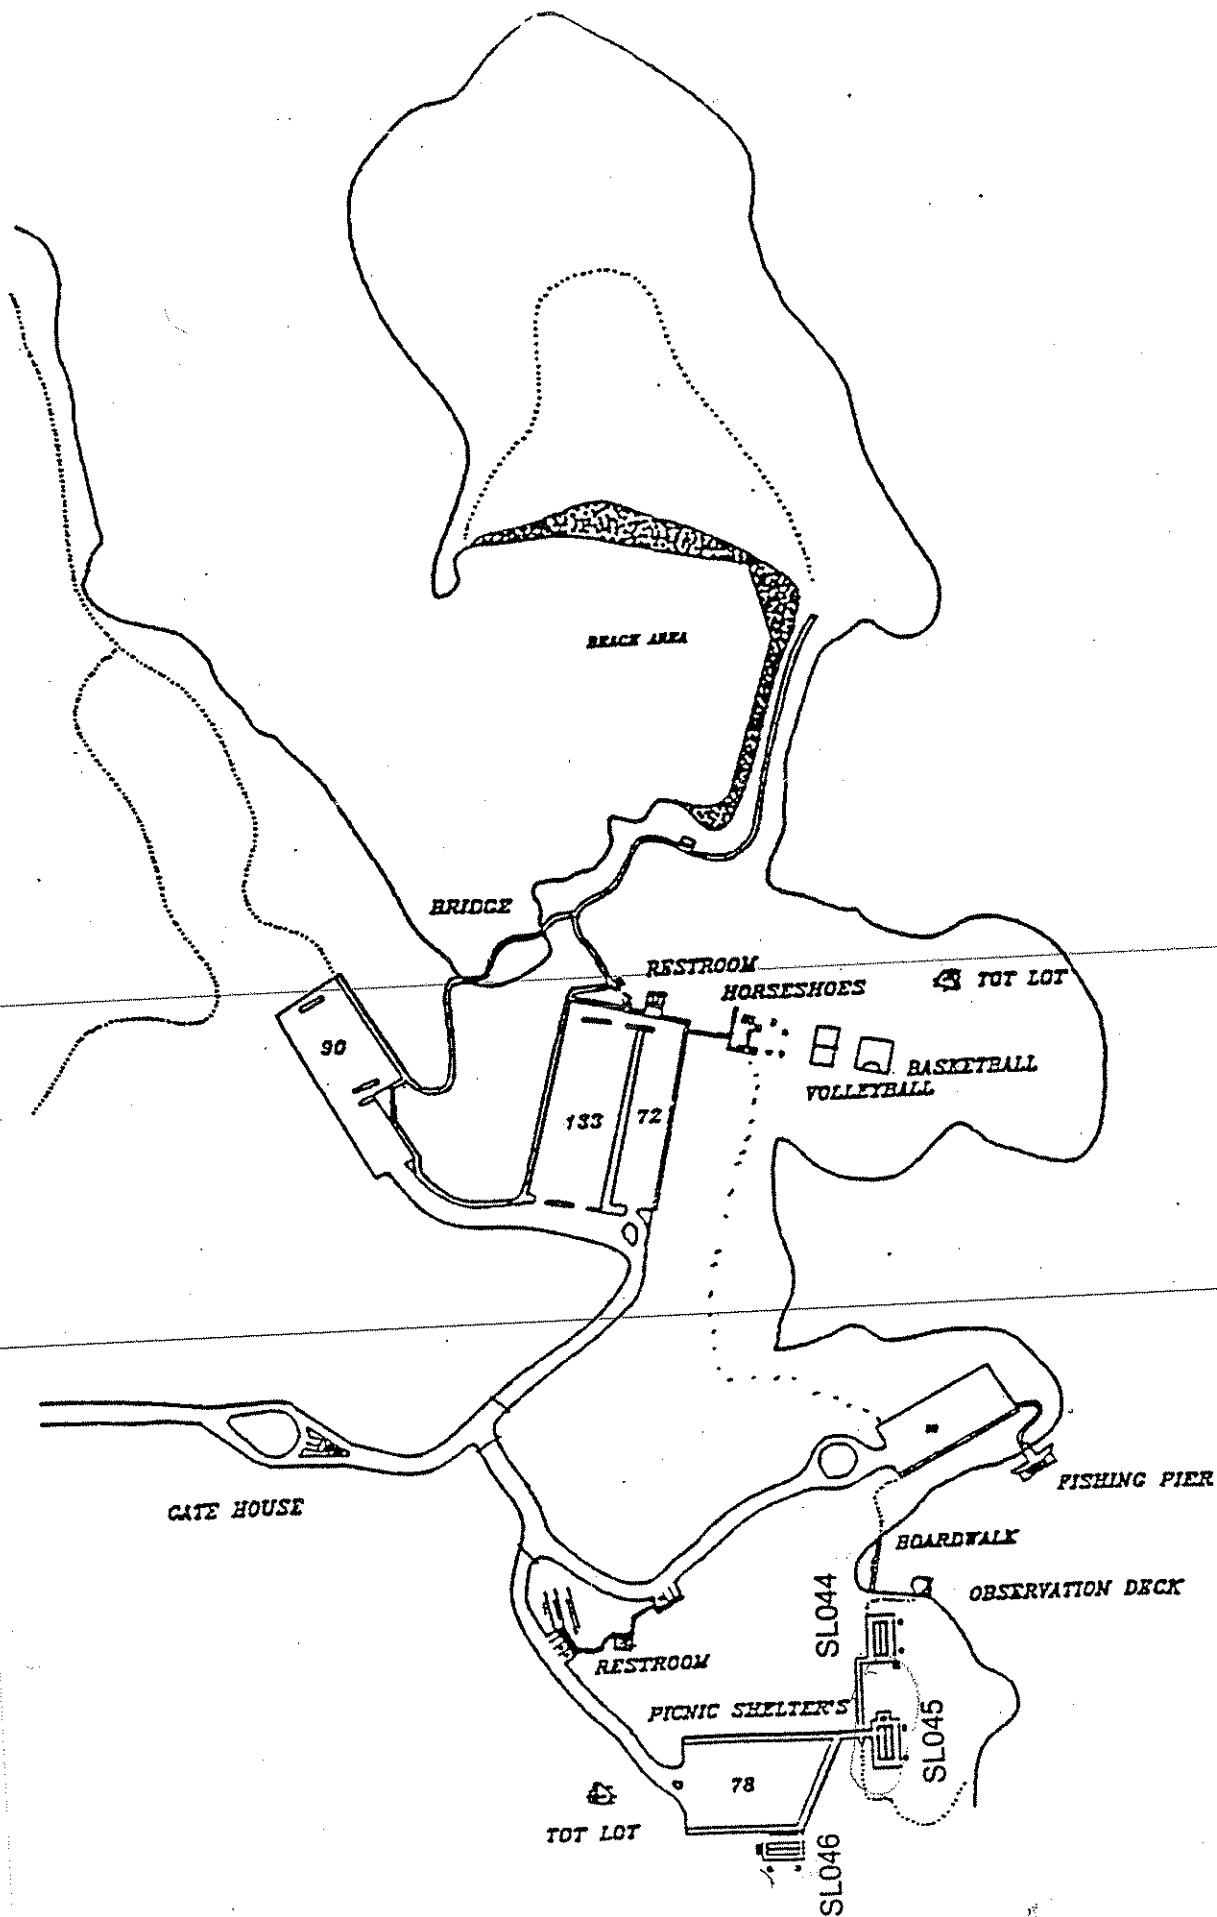 BEACH AREA
BRIDGE
RESTROOM
HORSESHOES
TOT LOT
90
BASKETBALL
VOLLEYBALL
133
72
FISHING PIER
GATE HOUSE
BOARDWALK
OBSERVATION DECK
SL044
RESTROOM
PICNIC SHELTER'S
SL045
78
TOT LOT
SL046